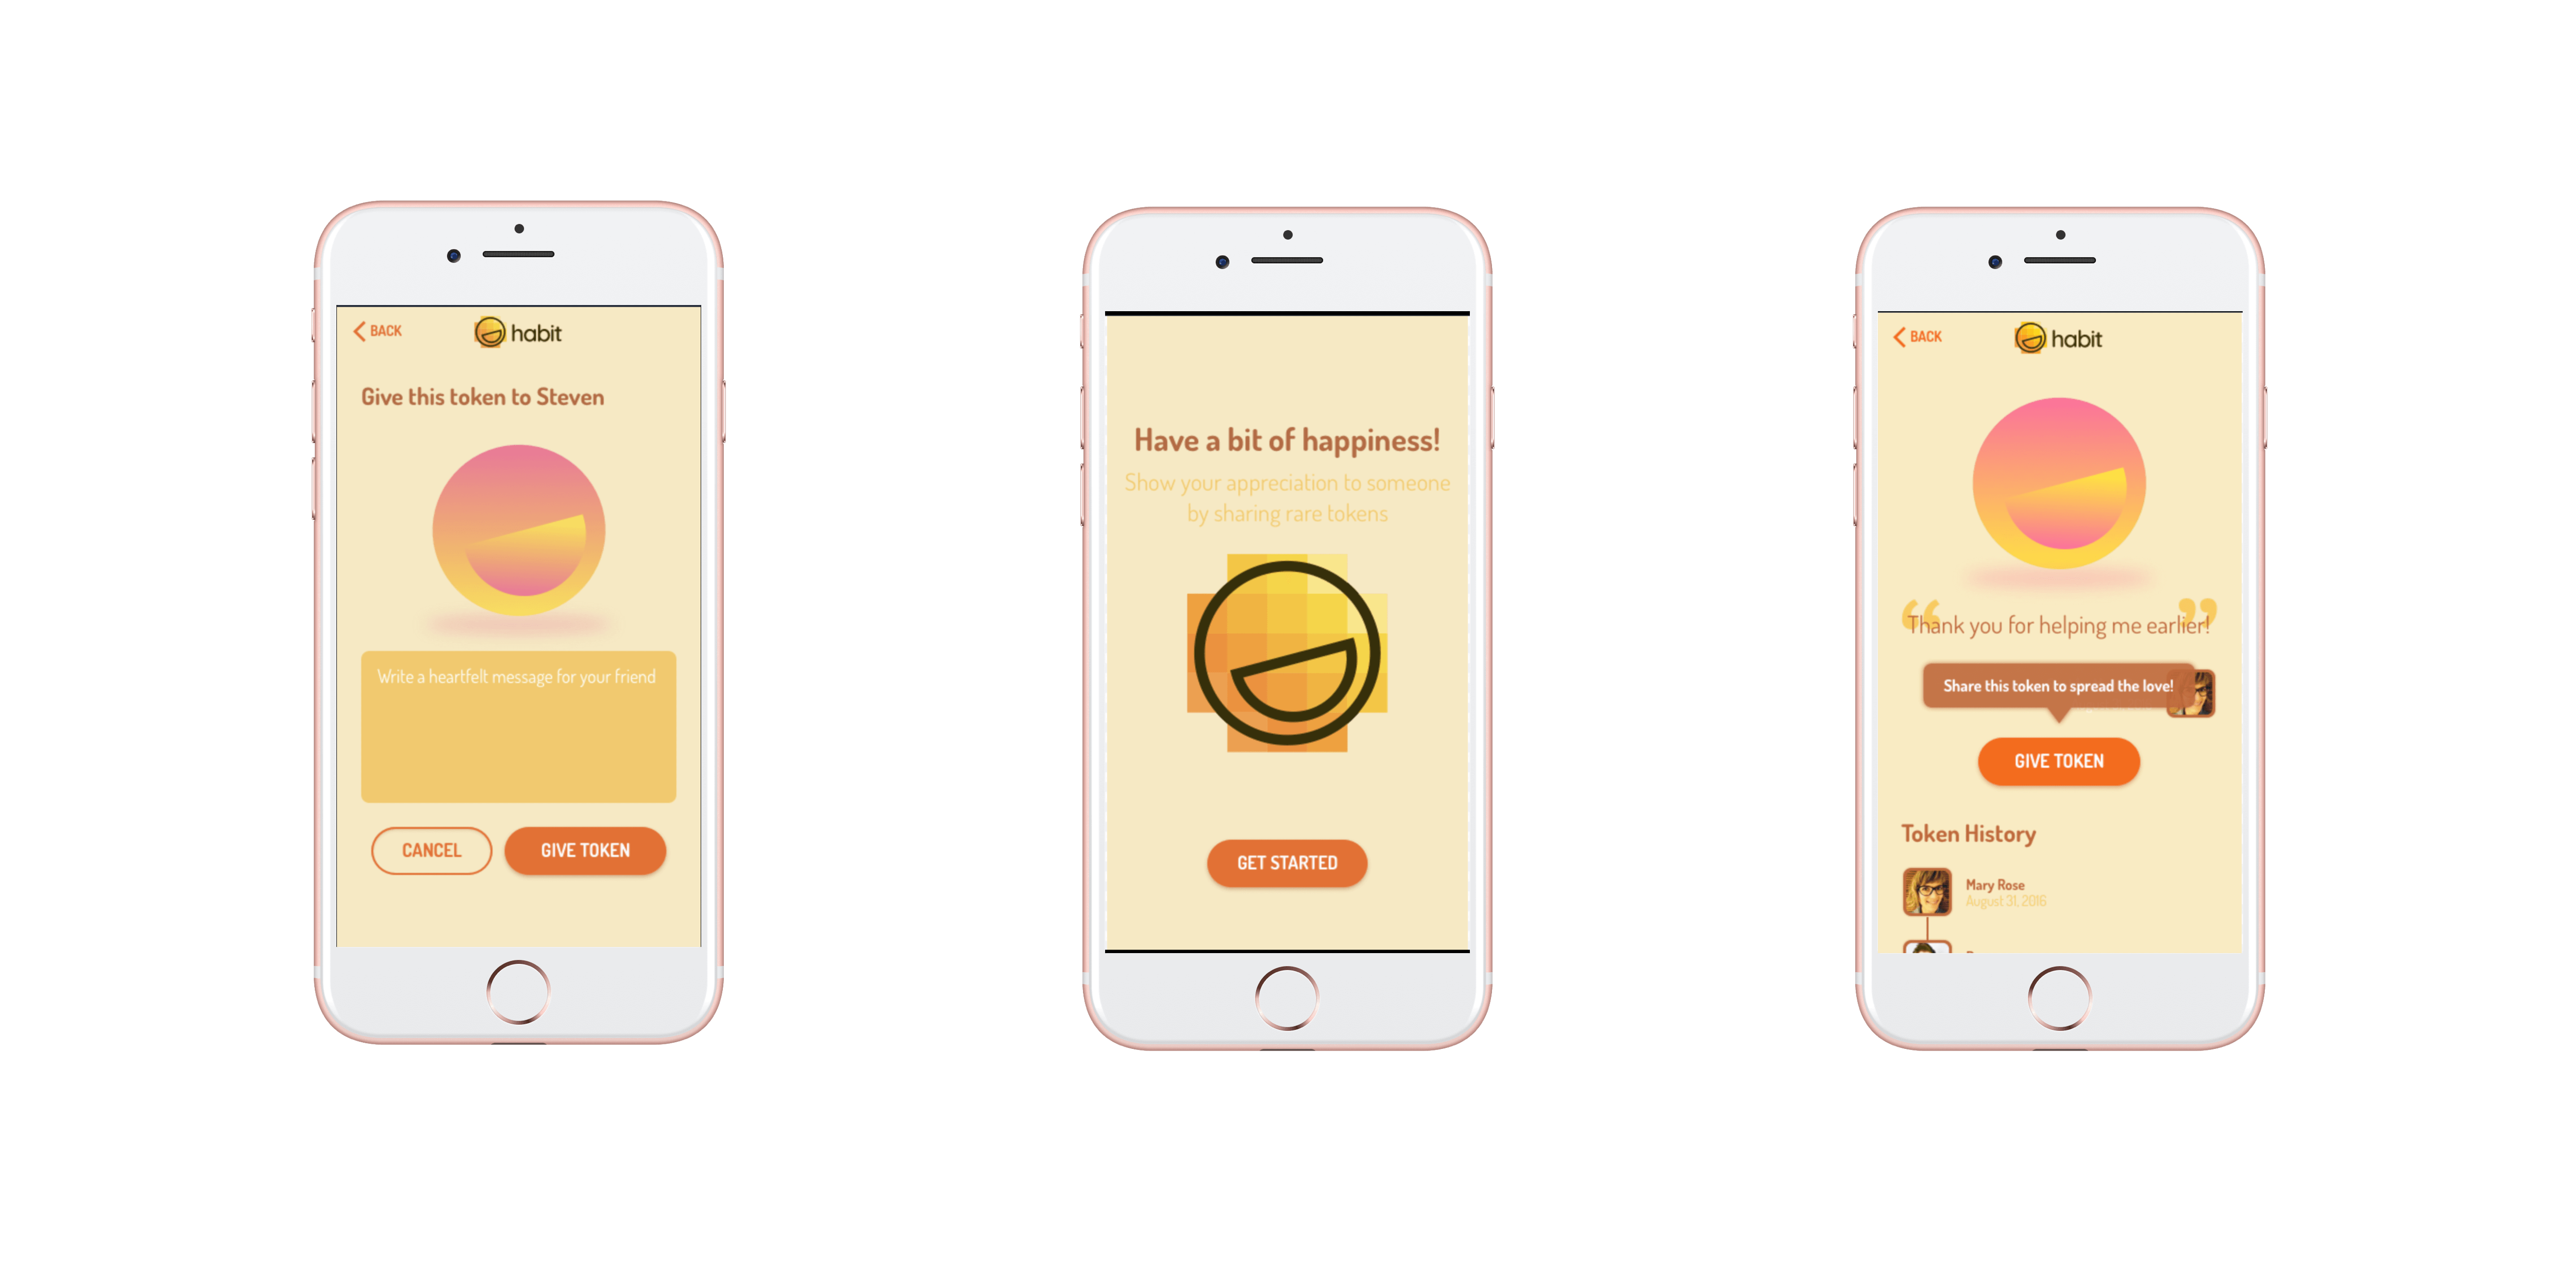 BACK
habit
Give this token to Steven
Write a heartfelt message for your friend
CANCEL
GIVE TOKEN
Have a bit of happiness!
Show your appreciation to someone
by sharing rare tokens
GET STARTED
BACK
habit
“Thank you for helping me earlier!”
Share this token to spread the love!
GIVE TOKEN
Token History
Mary Rose
August 31, 2016